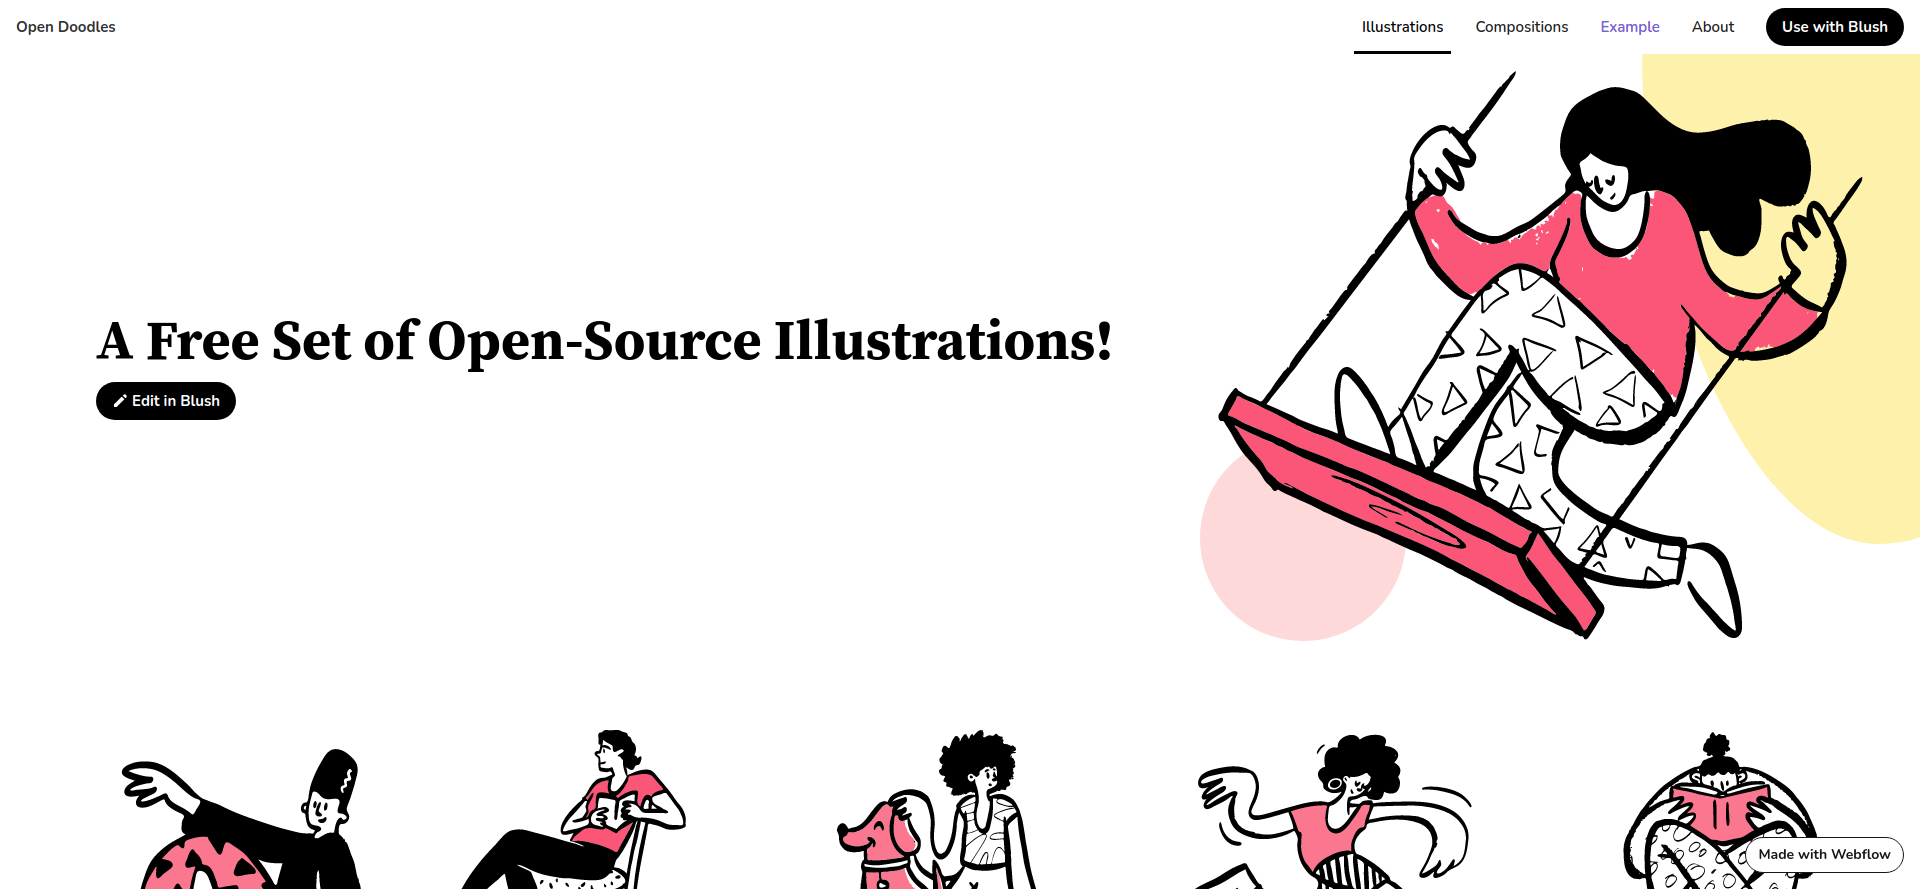 Open Doodles
Illustrations
Compositions
Example
About
Use with Blush
A Free Set of Open-Source Illustrations!
Edit in Blush
Made with Webflow